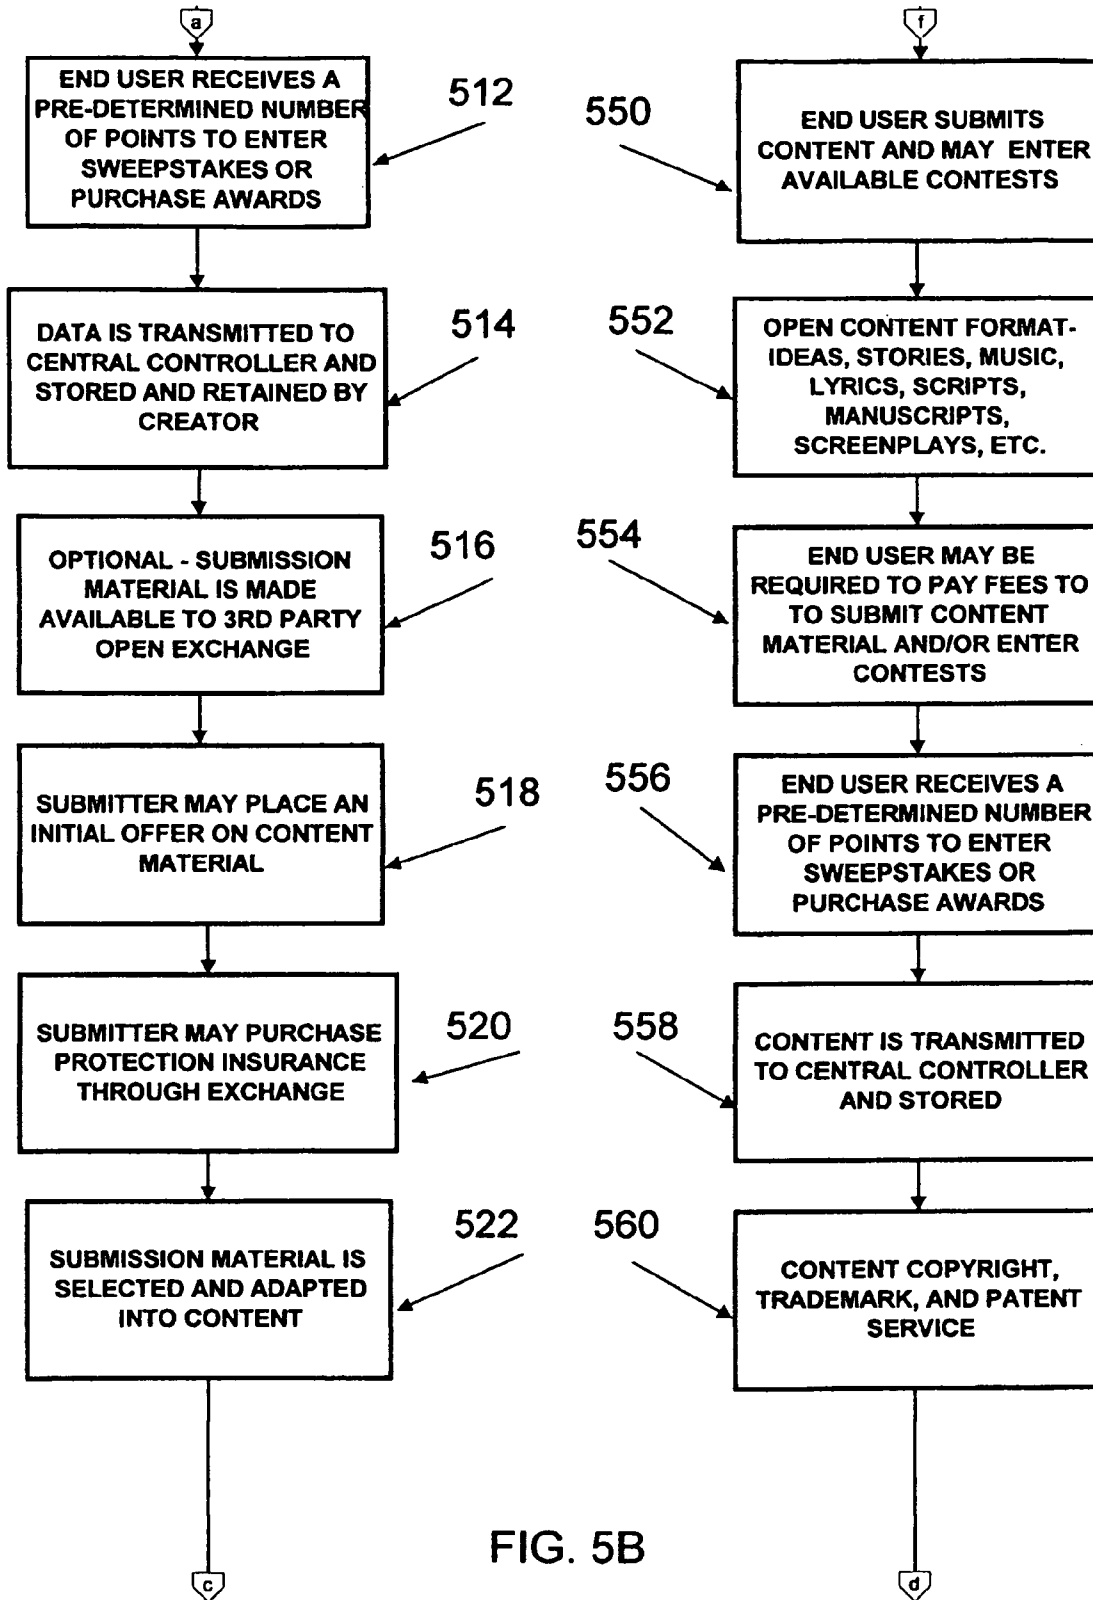 a
END USER RECEIVES A
PRE-DETERMINED NUMBER
OF POINTS TO ENTER
SWEEPSTAKES OR
PURCHASE AWARDS
512
DATA IS TRANSMITTED TO
CENTRAL CONTROLLER AND
STORED AND RETAINED BY
CREATOR
514
OPTIONAL - SUBMISSION
MATERIAL IS MADE
AVAILABLE TO 3RD PARTY
OPEN EXCHANGE
516
SUBMITTER MAY PLACE AN
INITIAL OFFER ON CONTENT
MATERIAL
518
SUBMITTER MAY PURCHASE
PROTECTION INSURANCE
THROUGH EXCHANGE
520
SUBMISSION MATERIAL IS
SELECTED AND ADAPTED
INTO CONTENT
522
c
f
550
END USER SUBMITS
CONTENT AND MAY ENTER
AVAILABLE CONTESTS
552
OPEN CONTENT FORMAT-
IDEAS, STORIES, MUSIC,
LYRICS, SCRIPTS,
MANUSCRIPTS,
SCREENPLAYS, ETC.
554
END USER MAY BE
REQUIRED TO PAY FEES TO
TO SUBMIT CONTENT
MATERIAL AND/OR ENTER
CONTESTS
556
END USER RECEIVES A
PRE-DETERMINED NUMBER
OF POINTS TO ENTER
SWEEPSTAKES OR
PURCHASE AWARDS
558
CONTENT IS TRANSMITTED
TO CENTRAL CONTROLLER
AND STORED
560
CONTENT COPYRIGHT,
TRADEMARK, AND PATENT
SERVICE
d
FIG. 5B